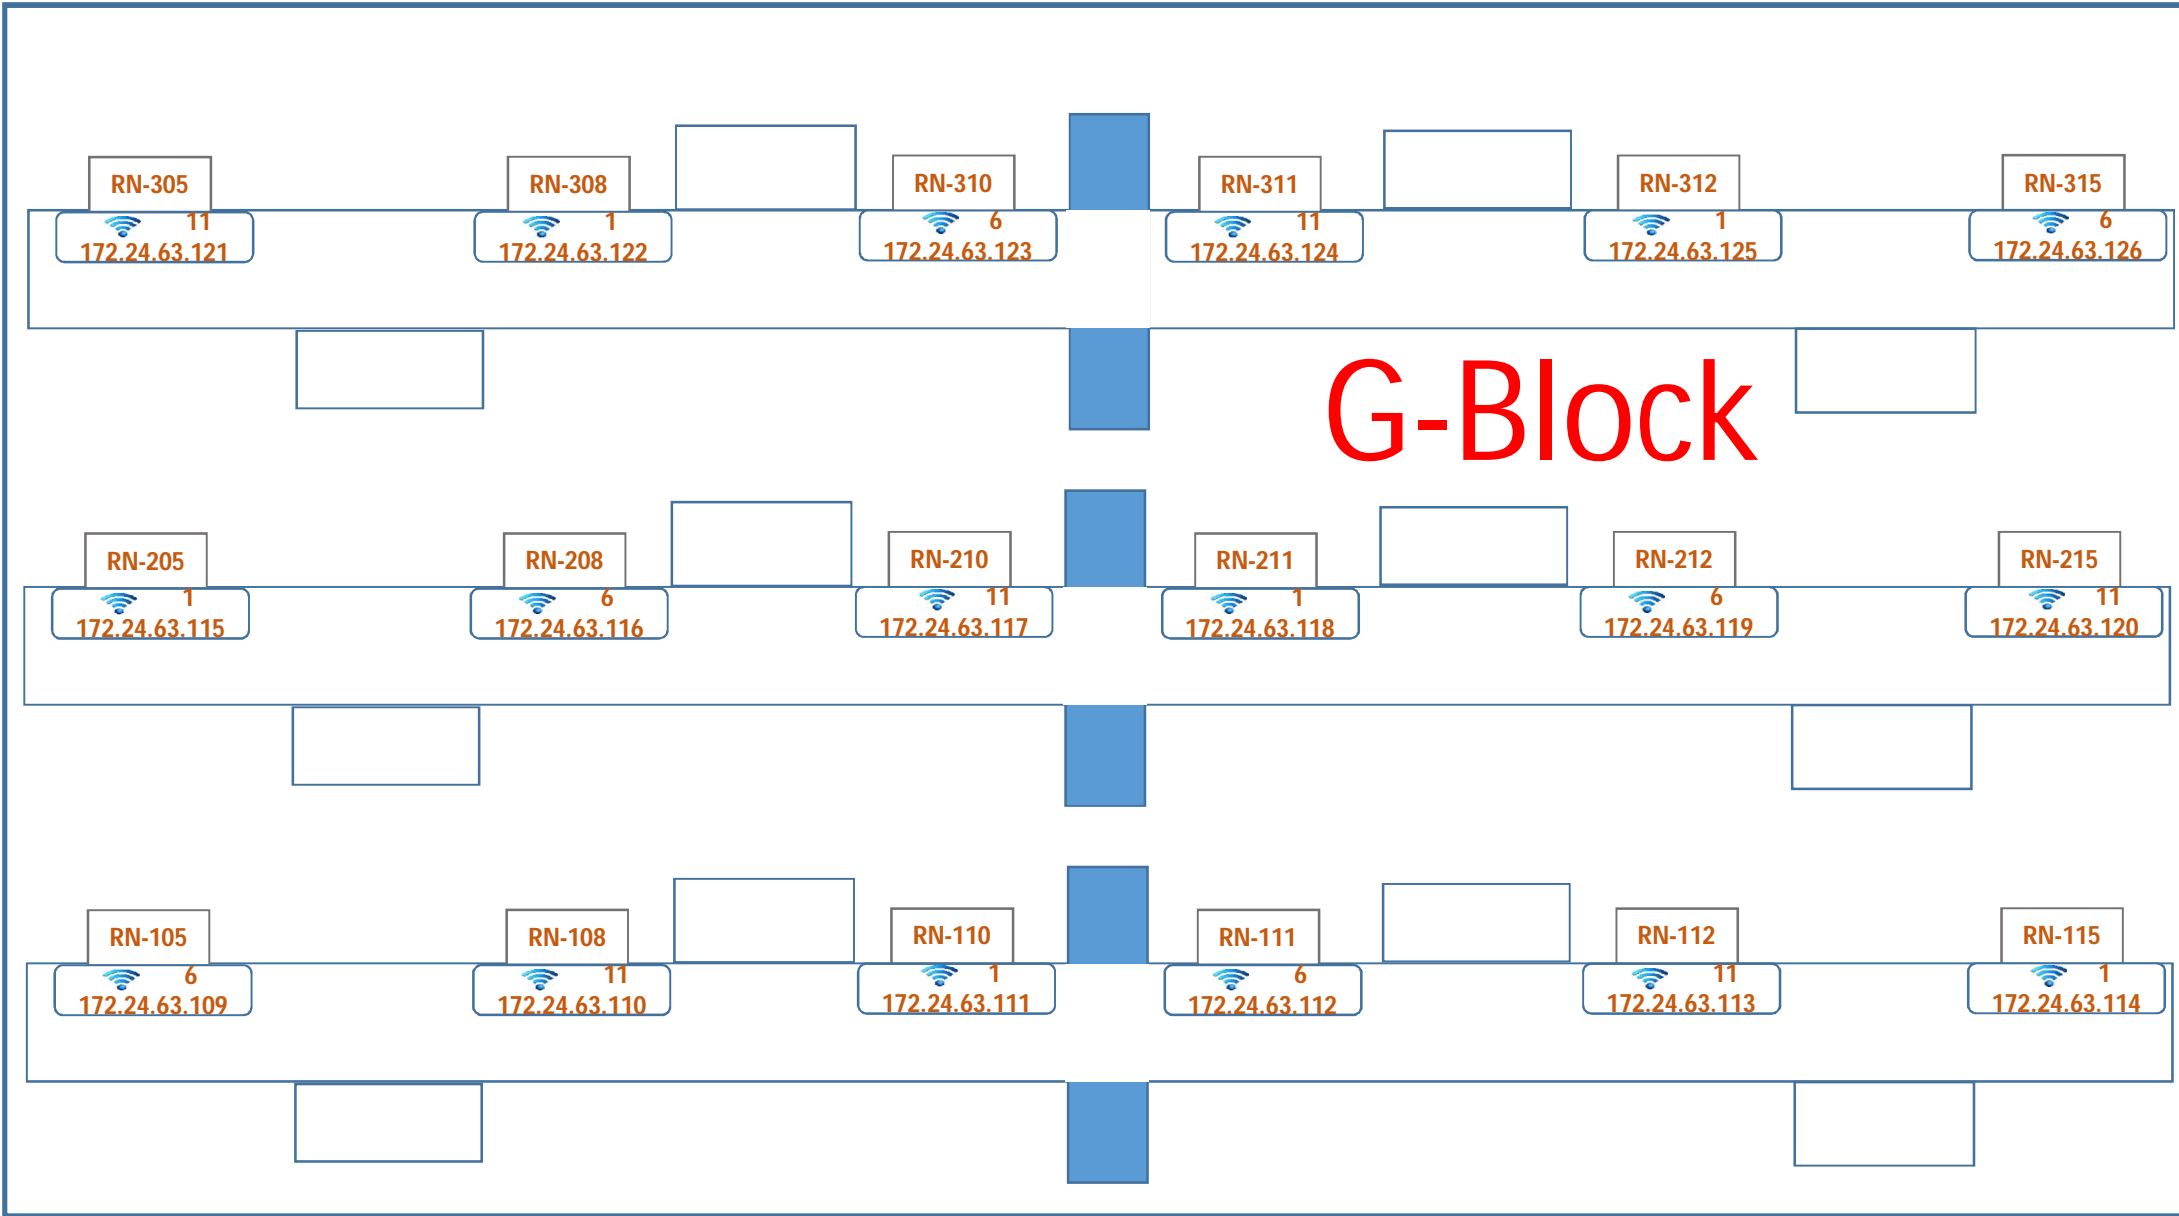 RN-305 RN-308 RN-310 RN-311 RN-312 RN-315
11 1 6 11 1 6
172.24.63.121 172.24.63.122 172.24.63.123 172.24.63.124 172.24.63.125 172.24.63.126
G-Block
RN-205 RN-208 RN-210 RN-211 RN-212 RN-215
1 6 11 1 6 11
172.24.63.115 172.24.63.116 172.24.63.117 172.24.63.118 172.24.63.119 172.24.63.120
RN-105 RN-108 RN-110 RN-111 RN-112 RN-115
6 11 1 6 11 1
172.24.63.109 172.24.63.110 172.24.63.111 172.24.63.112 172.24.63.113 172.24.63.114